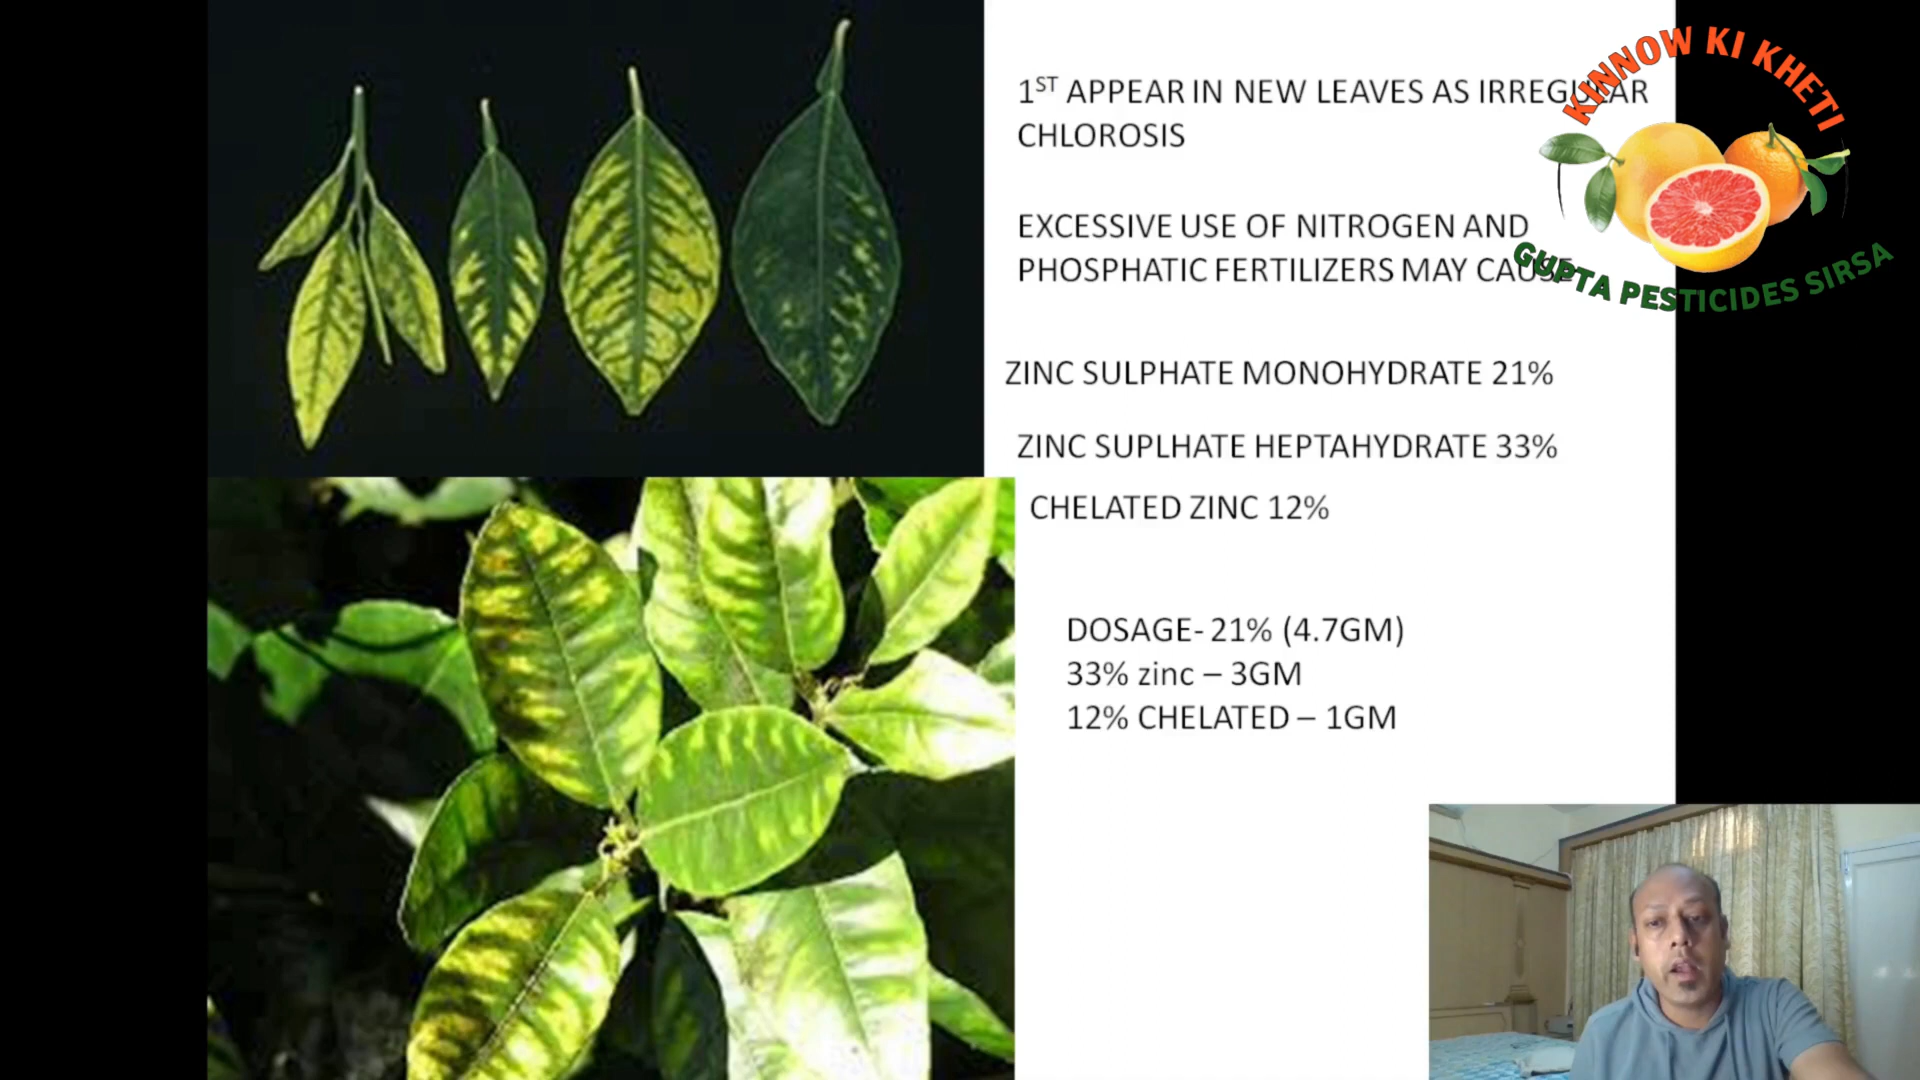 1ST APPEAR IN NEW LEAVES AS IRREGULAR
CHLOROSIS
EXCESSIVE USE OF NITROGEN AND
PHOSPHATIC FERTILIZERS MAY CAUSE
ZINC SULPHATE MONOHYDRATE 21%
ZINC SUPLHATE HEPTAHYDRATE 33%
CHELATED ZINC 12%
DOSAGE- 21% (4.7GM)
33% zinc – 3GM
12% CHELATED – 1GM
KINNOW KI KHETI
GUPTA PESTICIDES SIRSA